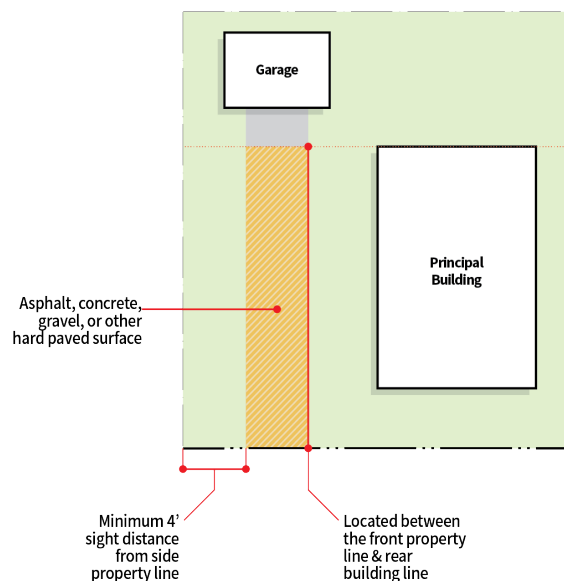 Garage
Principal
Building
Asphalt, concrete,
gravel, or other
hard paved surface
Minimum 4’
sight distance
from side
property line
Located between
the front property
line & rear
building line